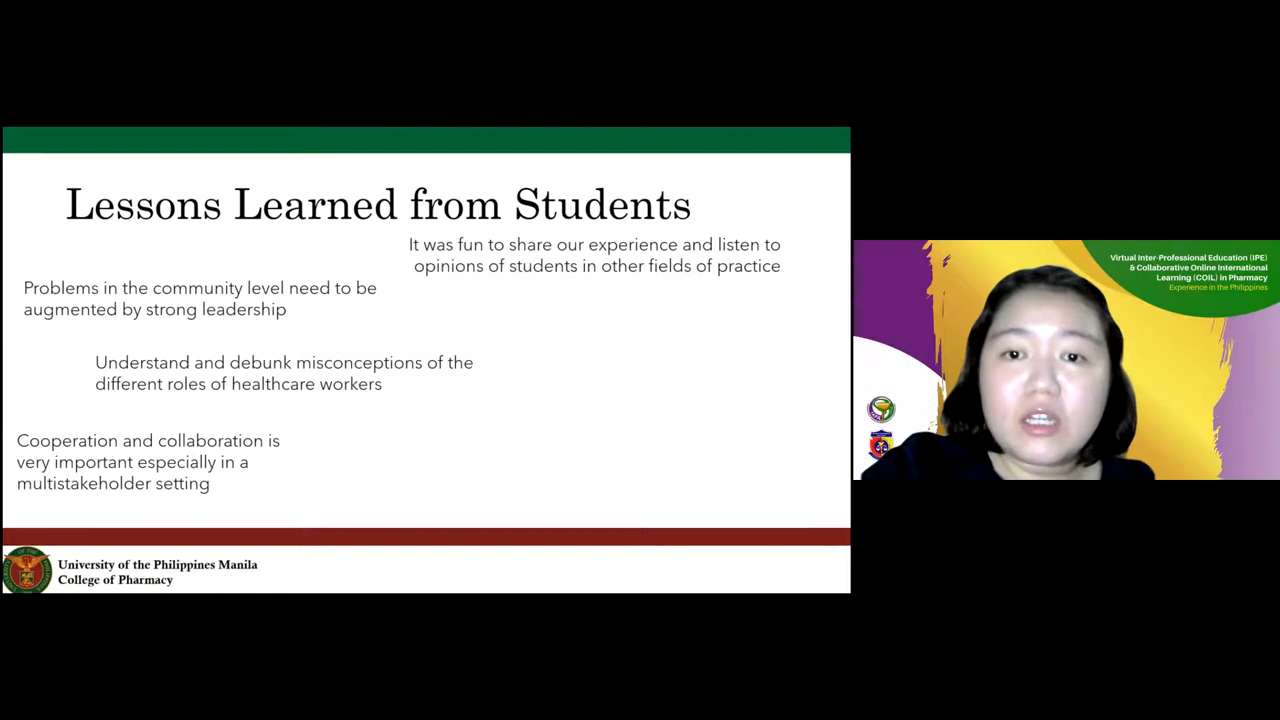 Lessons Learned from Students
It was fun to share our experience and listen to
opinions of students in other fields of practice
Problems in the community level need to be
augmented by strong leadership
Understand and debunk misconceptions of the
different roles of healthcare workers
Cooperation and collaboration is
very important especially in a
multistakeholder setting
University of the Philippines Manila
College of Pharmacy
Virtual Inter-Professional Education (IPE)
& Collaborative Online International
Learning (COIL) in Pharmacy
Experience in the Philippines